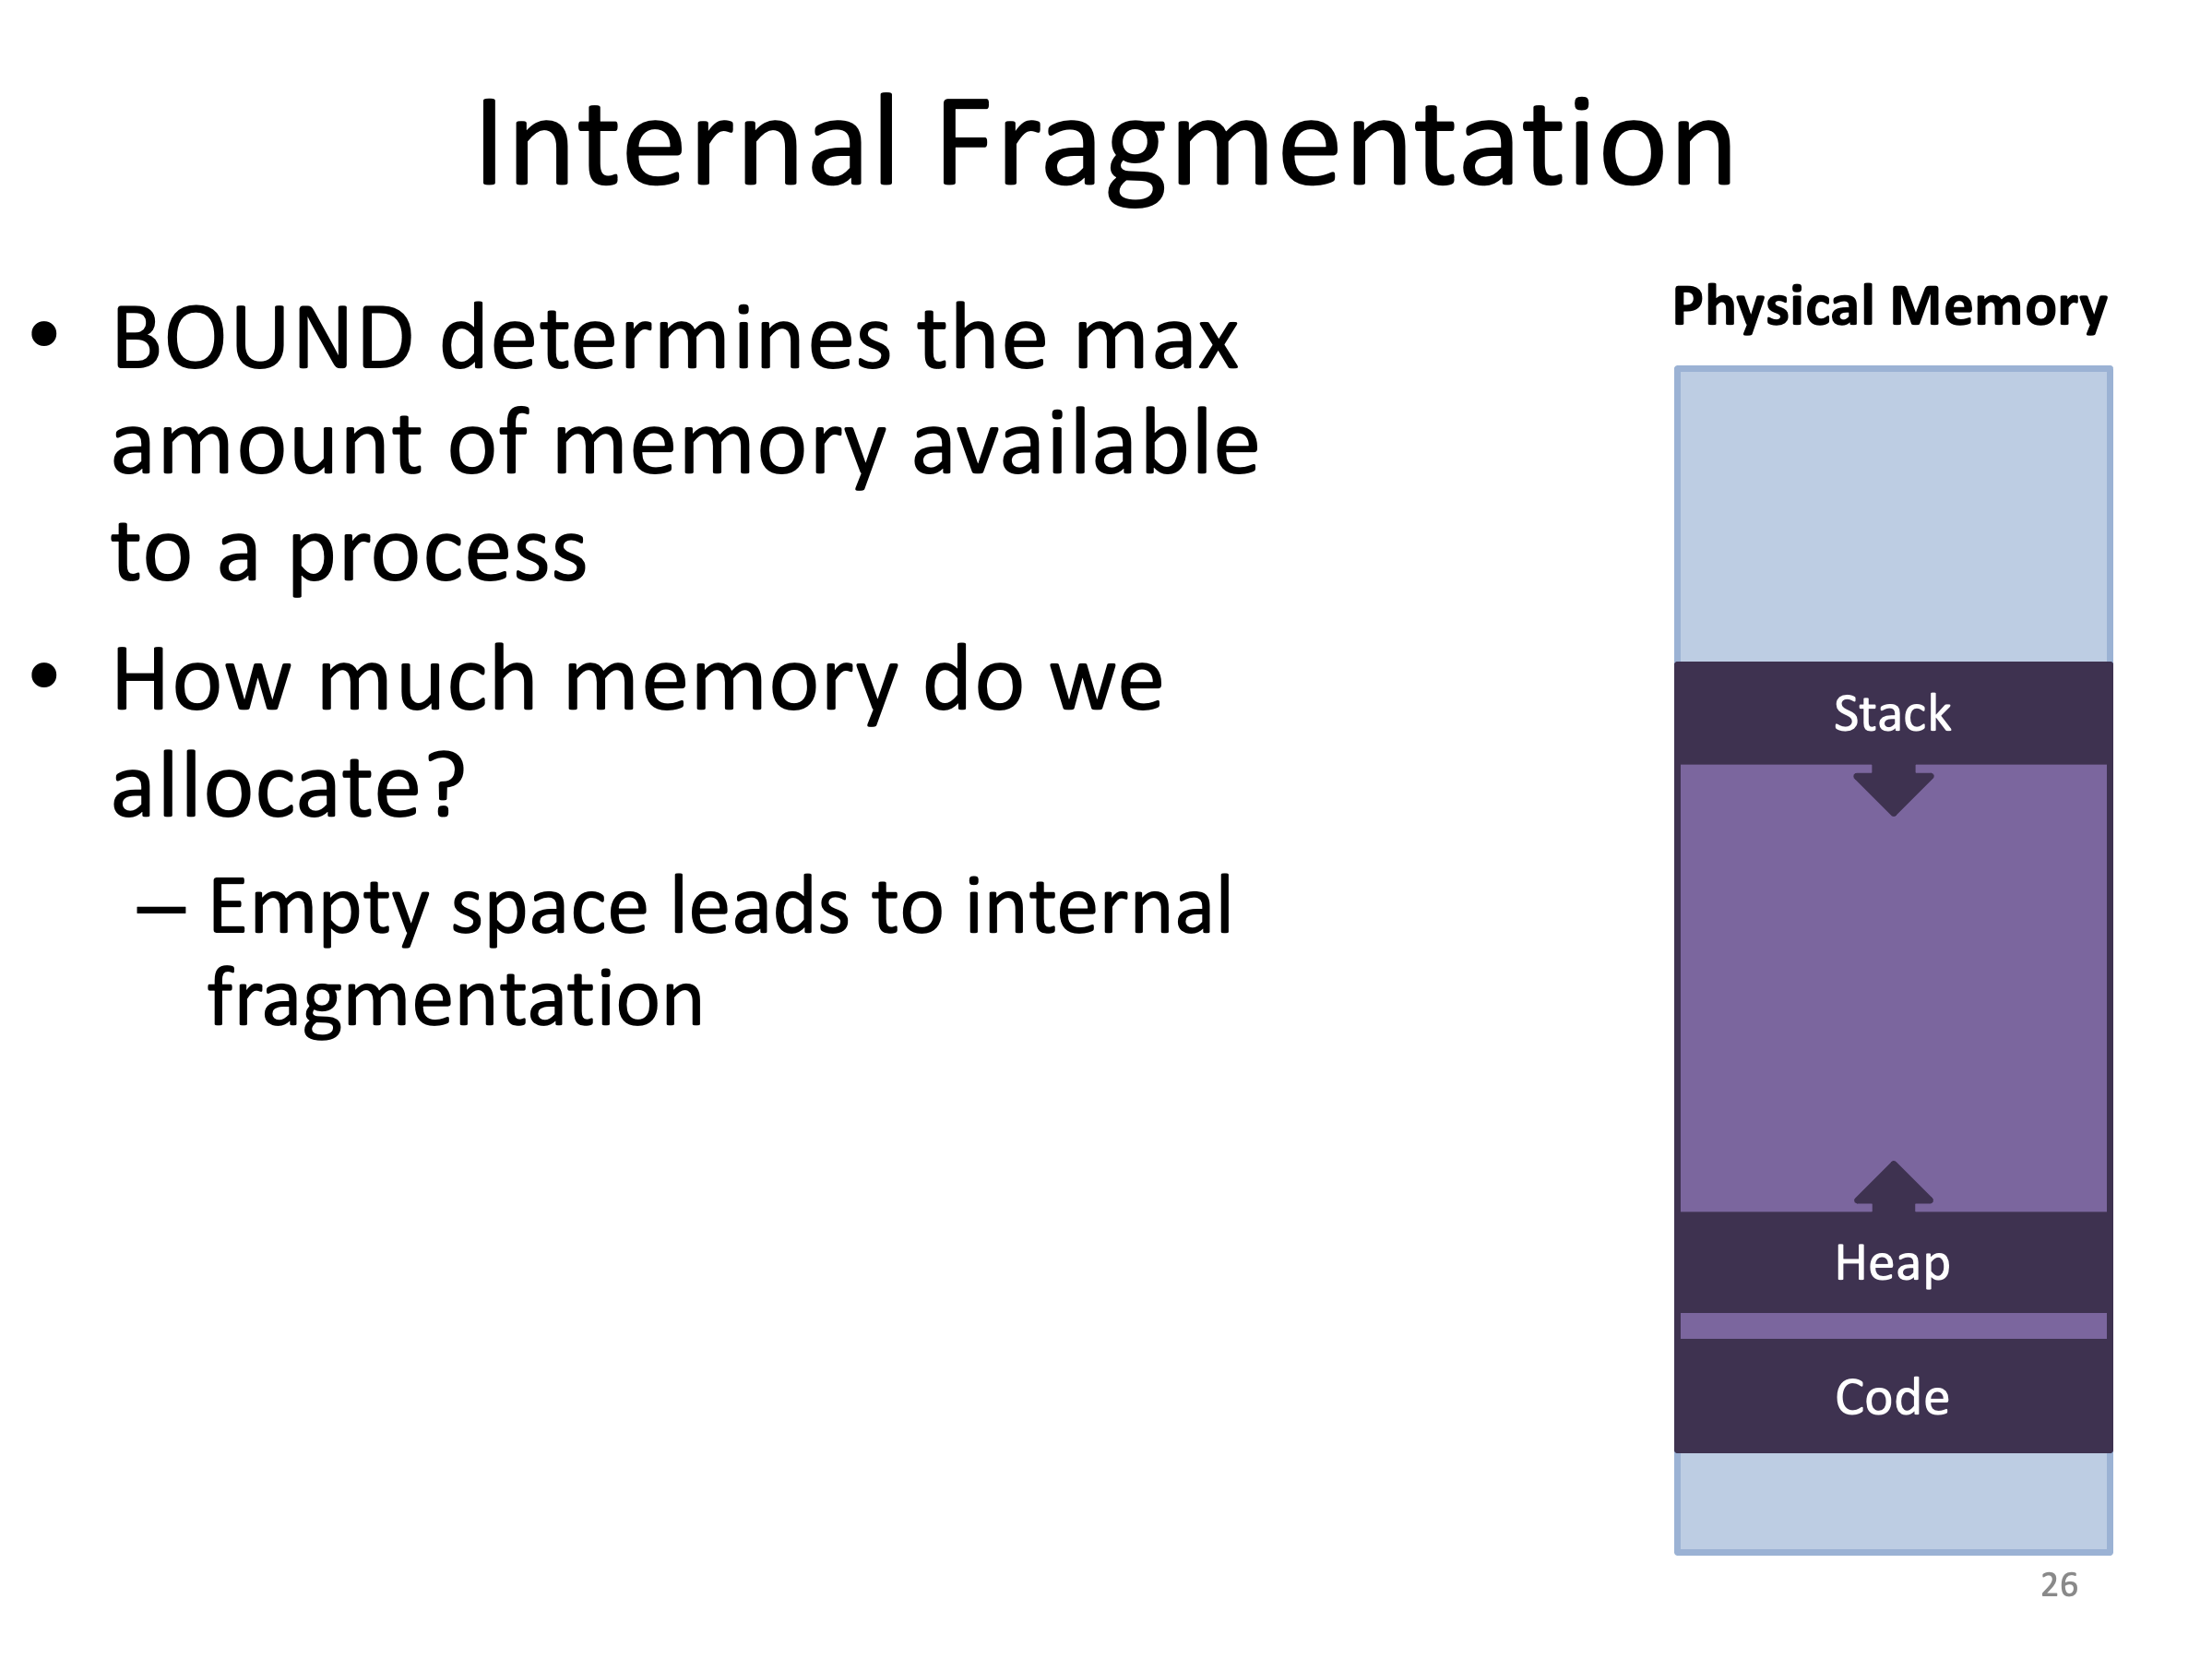 Internal Fragmentation
• BOUND determines the max
amount of memory available
to a process
• How much memory do we
allocate?
– Empty space leads to internal
fragmentation
Physical Memory
Stack
Heap
Code
26